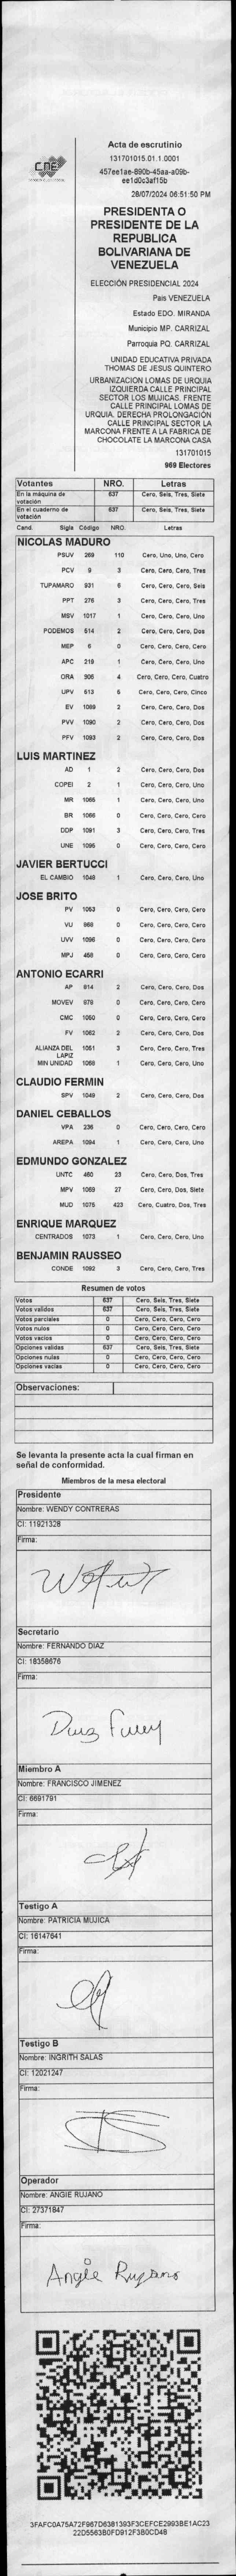 CNE
Acta de escrutinio
131701015.01.1.0001
457ee1ae-890b-45aa-a09b-
ee1d0c3af15b
28/07/2024 06:51:50 PM
PRESIDENTA O
PRESIDENTE DE LA
REPUBLICA
BOLIVARIANA DE
VENEZUELA
ELECCIÓN PRESIDENCIAL 2024
Pais VENEZUELA
Estado EDO. MIRANDA
Municipio MP. CARRIZAL
Parroquia PQ. CARRIZAL
UNIDAD EDUCATIVA PRIVADA
THOMAS DE JESUS QUINTERO
URBANIZACION LOMAS DE URQUIA
IZQUIERDA CALLE PRINCIPAL
SECTOR LOS MUJICAS. FRENTE
CALLE PRINCIPAL LOMAS DE
URQUIA. DERECHA PROLONGACIÓN
CALLE PRINCIPAL SECTOR LA
MARCONA FRENTE A LA FABRICA DE
CHOCOLATE LA MARCONA CASA
131701015
969 Electores
Votantes NRO. Letras
En la máquina de votación 637 Cero, Seis, Tres, Siete
En el cuaderno de votación 637 Cero, Seis, Tres, Siete
Cand. Sigla Código NRO. Letras
NICOLAS MADURO
PSUV 269 110 Cero, Uno, Uno, Cero
PCV 9 3 Cero, Cero, Cero, Tres
TUPAMARO 931 6 Cero, Cero, Cero, Seis
PPT 276 3 Cero, Cero, Cero, Tres
MSV 1017 1 Cero, Cero, Cero, Uno
PODEMOS 514 2 Cero, Cero, Cero, Dos
MEP 6 0 Cero, Cero, Cero, Cero
APC 219 1 Cero, Cero, Cero, Uno
ORA 906 4 Cero, Cero, Cero, Cuatro
UPV 513 5 Cero, Cero, Cero, Cinco
EV 1089 2 Cero, Cero, Cero, Dos
PVV 1090 2 Cero, Cero, Cero, Dos
PFV 1093 2 Cero, Cero, Cero, Dos
LUIS MARTINEZ
AD 1 2 Cero, Cero, Cero, Dos
COPEI 2 1 Cero, Cero, Cero, Uno
MR 1065 1 Cero, Cero, Cero, Uno
BR 1066 0 Cero, Cero, Cero, Cero
DDP 1091 3 Cero, Cero, Cero, Tres
UNE 1095 0 Cero, Cero, Cero, Cero
JAVIER BERTUCCI
EL CAMBIO 1048 1 Cero, Cero, Cero, Uno
JOSE BRITO
PV 1053 0 Cero, Cero, Cero, Cero
VU 868 0 Cero, Cero, Cero, Cero
UVV 1096 0 Cero, Cero, Cero, Cero
MPJ 458 0 Cero, Cero, Cero, Cero
ANTONIO ECARRI
AP 814 2 Cero, Cero, Cero, Dos
MOVEV 978 0 Cero, Cero, Cero, Cero
CMC 1050 0 Cero, Cero, Cero, Cero
FV 1062 2 Cero, Cero, Cero, Dos
ALIANZA DEL LAPIZ 1051 3 Cero, Cero, Cero, Tres
MIN UNIDAD 1068 1 Cero, Cero, Cero, Uno
CLAUDIO FERMIN
SPV 1049 2 Cero, Cero, Cero, Dos
DANIEL CEBALLOS
VPA 236 0 Cero, Cero, Cero, Cero
AREPA 1094 1 Cero, Cero, Cero, Uno
EDMUNDO GONZALEZ
UNTC 460 23 Cero, Cero, Dos, Tres
MPV 1069 27 Cero, Cero, Dos, Siete
MUD 1075 423 Cero, Cuatro, Dos, Tres
ENRIQUE MARQUEZ
CENTRADOS 1073 1 Cero, Cero, Cero, Uno
BENJAMIN RAUSSEO
CONDE 1092 3 Cero, Cero, Cero, Tres
Resumen de votos
Votos 637 Cero, Seis, Tres, Siete
Votos validos 637 Cero, Seis, Tres, Siete
Votos parciales 0 Cero, Cero, Cero, Cero
Votos nulos 0 Cero, Cero, Cero, Cero
Votos vacios 0 Cero, Cero, Cero, Cero
Opciones validas 637 Cero, Seis, Tres, Siete
Opciones nulas 0 Cero, Cero, Cero, Cero
Opciones vacias 0 Cero, Cero, Cero, Cero
Observaciones:
Se levanta la presente acta la cual firman en
señal de conformidad.
Miembros de la mesa electoral
Presidente
Nombre: WENDY CONTRERAS
CI: 11921328
Firma:
Secretario
Nombre: FERNANDO DIAZ
CI: 18358676
Firma:
Miembro A
Nombre: FRANCISCO JIMENEZ
CI: 6691791
Firma:
Testigo A
Nombre: PATRICIA MUJICA
CI: 16147641
Firma:
Testigo B
Nombre: INGRITH SALAS
CI: 12021247
Firma:
Operador
Nombre: ANGIE RUJANO
CI: 27371847
Firma:
Angie Rujano
3FAFC0A75A72F967D6381393F3CEFCE2993BE1AC23
22D5563B0FD912F3B0CD48